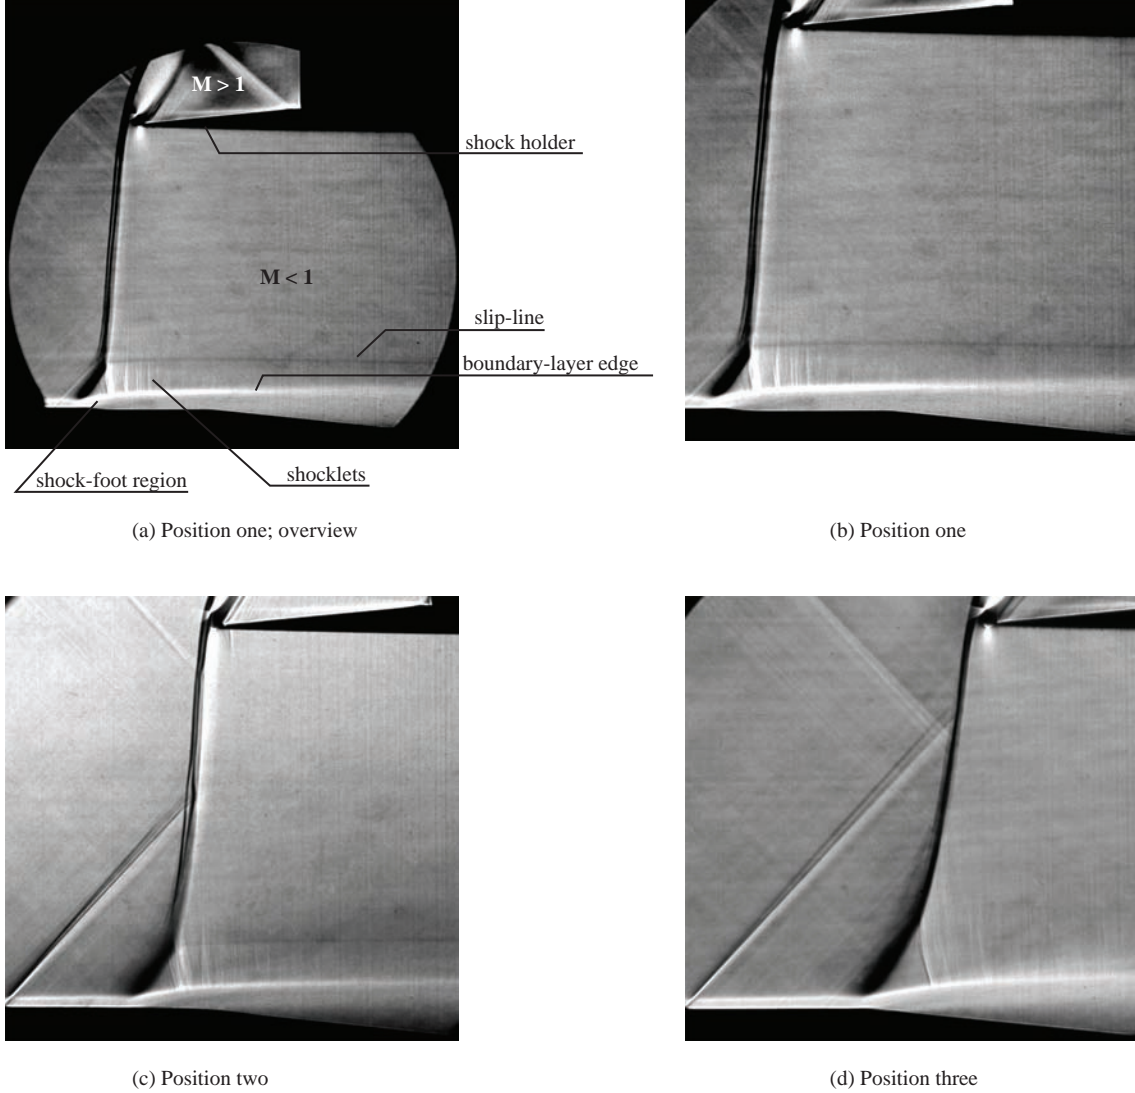 M > 1
shock holder
M < 1
slip-line
boundary-layer edge
shock-foot region
shocklets
(a) Position one; overview
(b) Position one
(c) Position two
(d) Position three